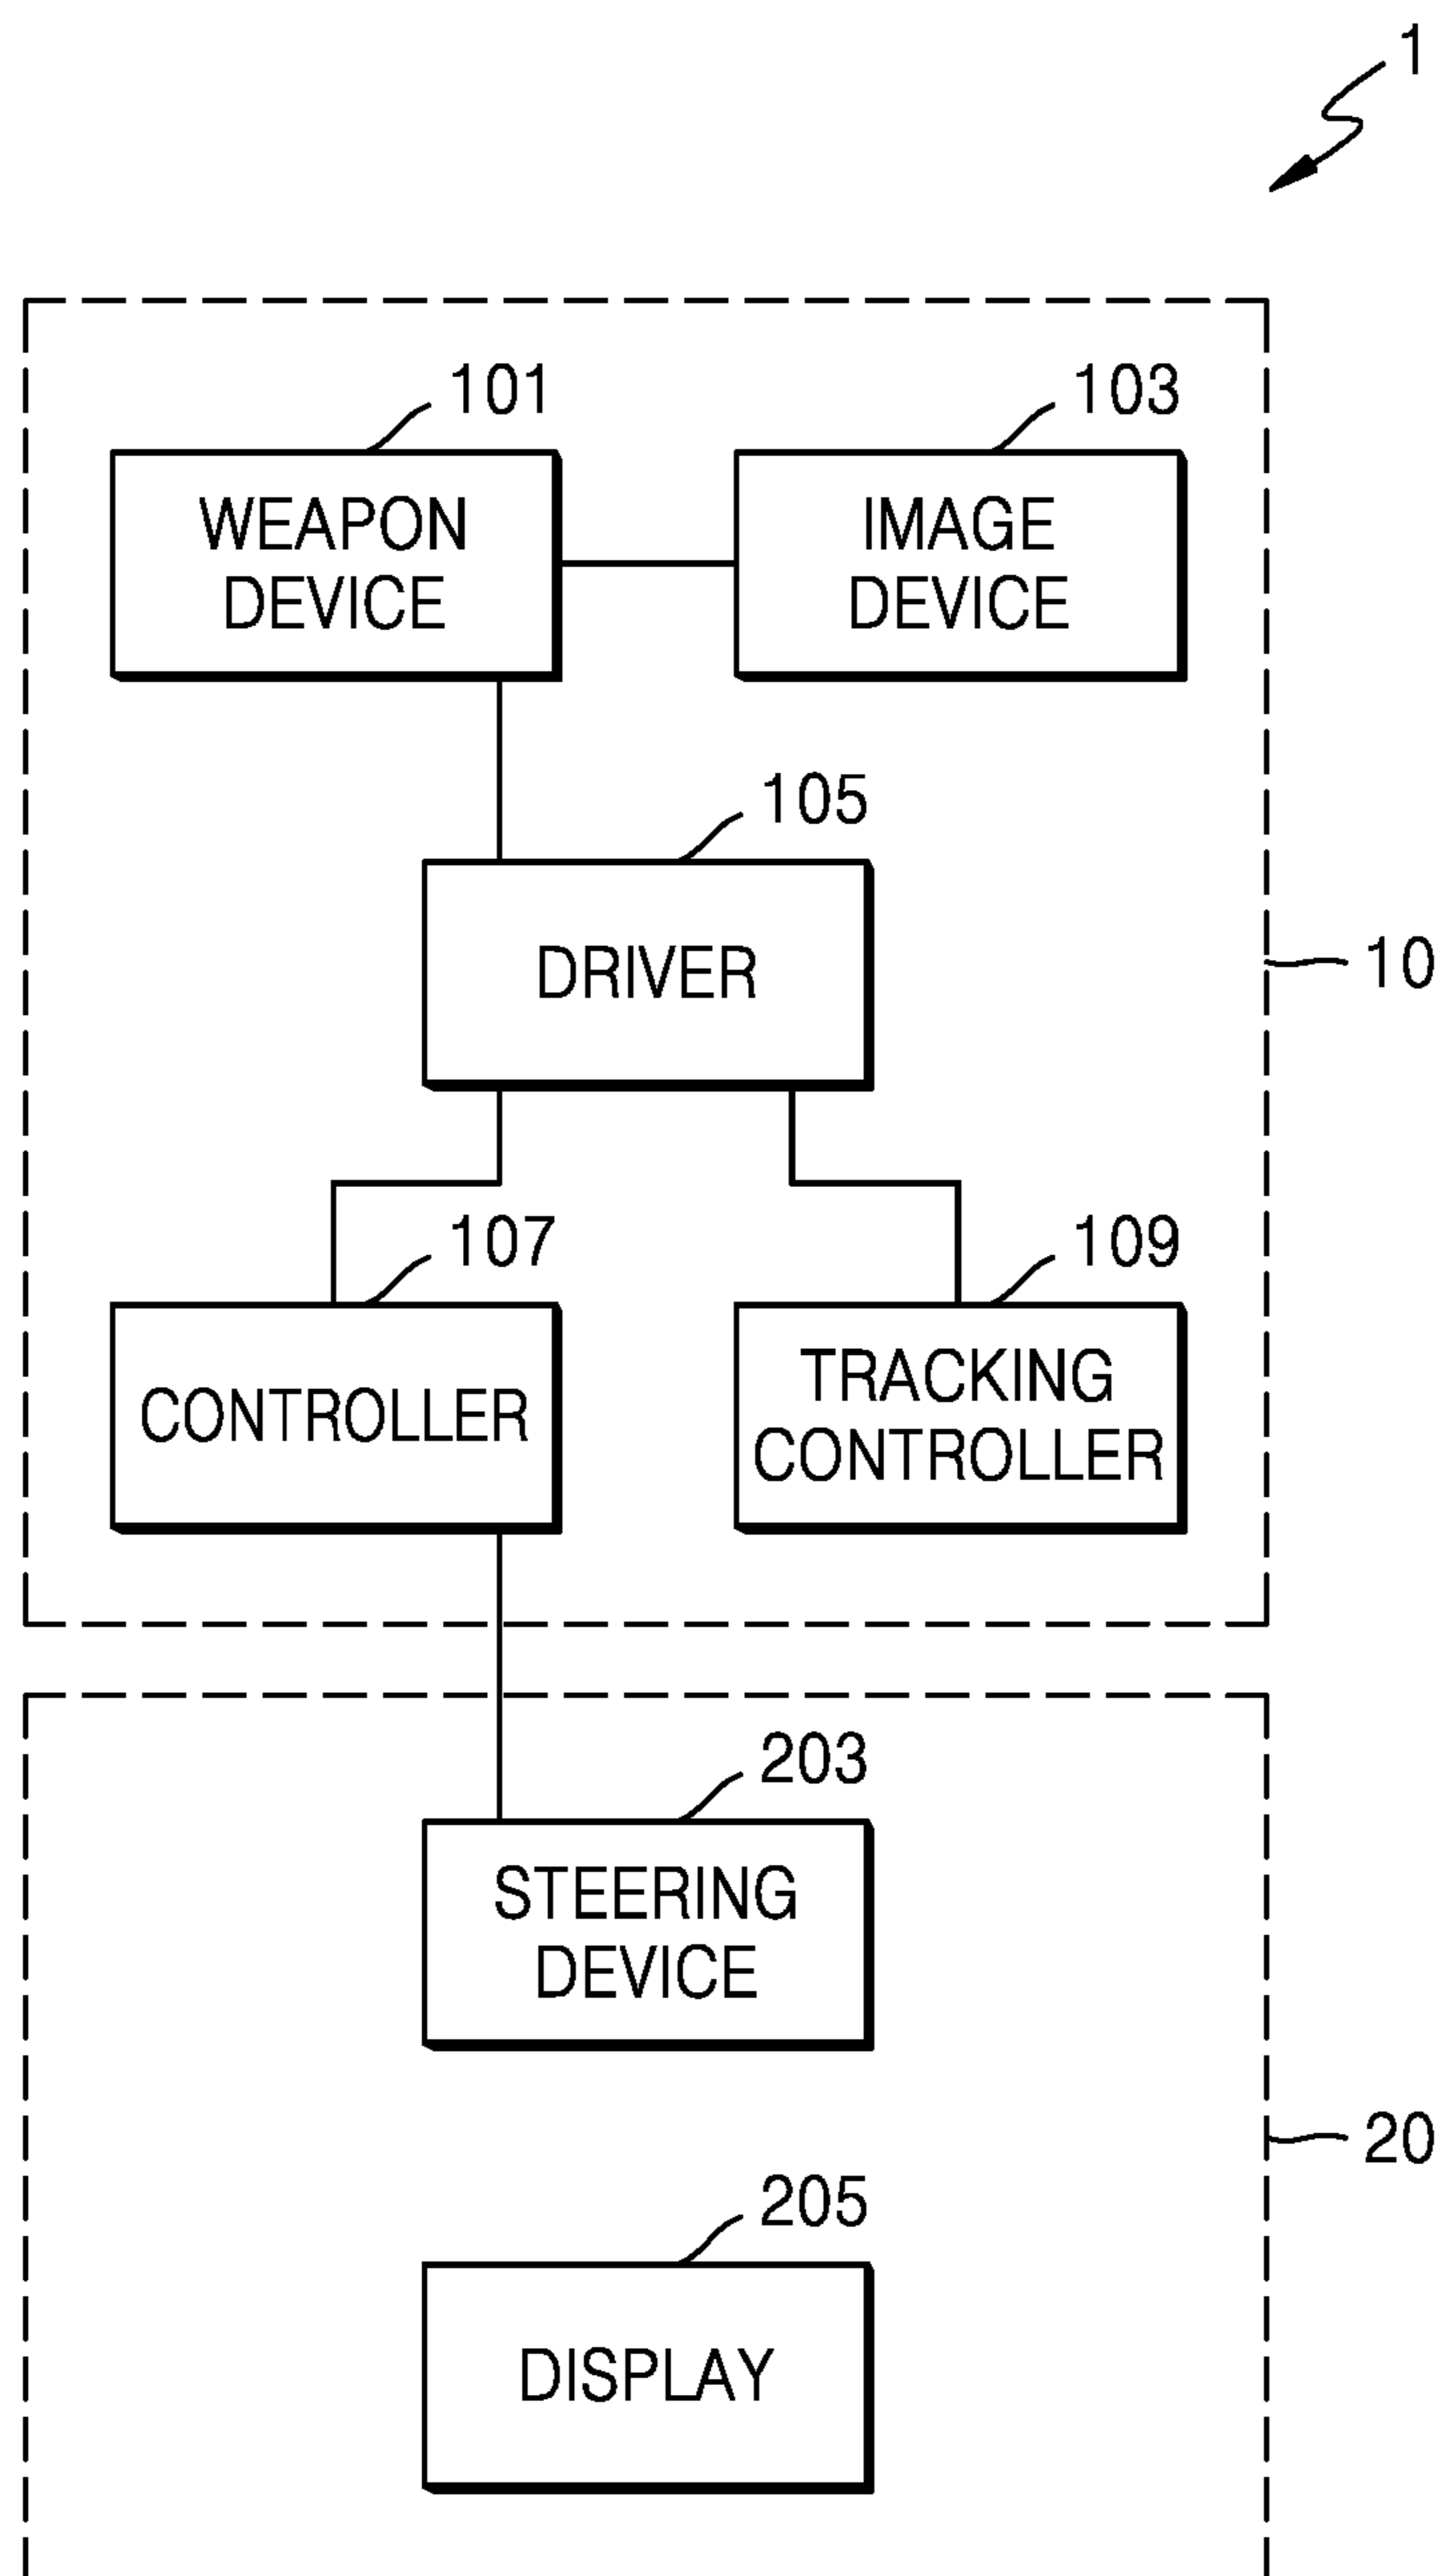 1
101
103
WEAPON
DEVICE
IMAGE
DEVICE
105
DRIVER
10
107
109
CONTROLLER
TRACKING
CONTROLLER
203
STEERING
DEVICE
20
205
DISPLAY